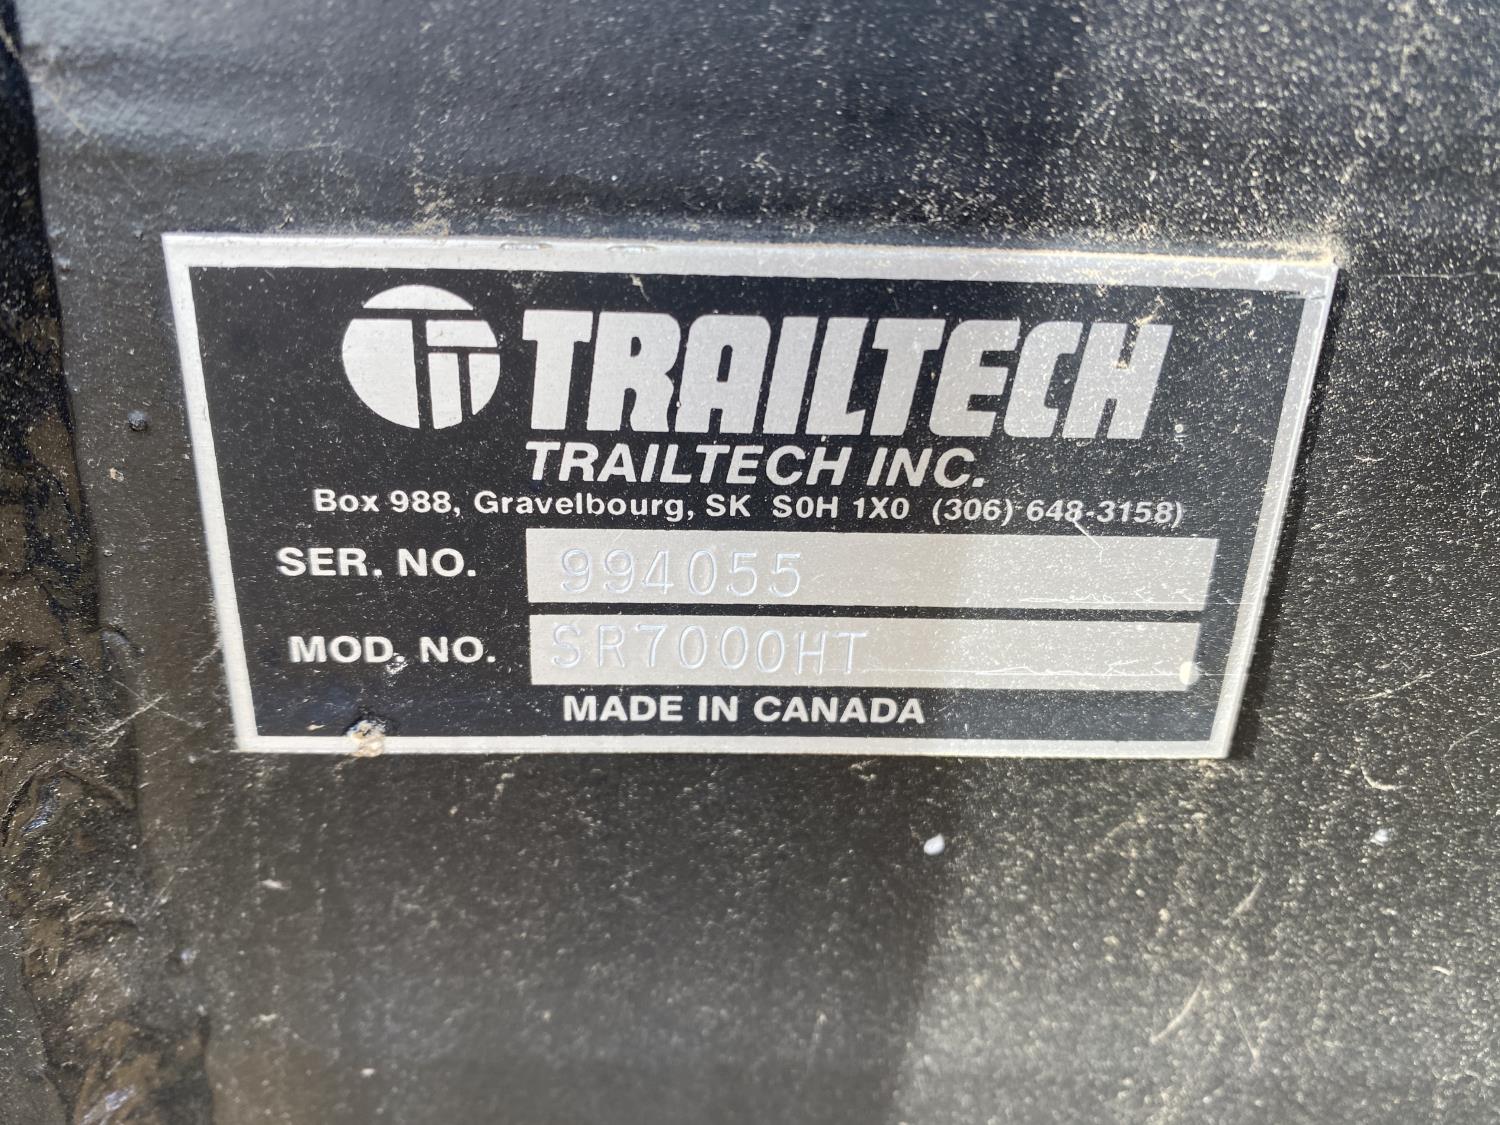 TRAILTECH
TRAILTECH INC.
Box 988, Gravelbourg, SK S0H 1X0 (306) 648-3158)
SER. NO. 994055
MOD. NO. SR7000HT
MADE IN CANADA